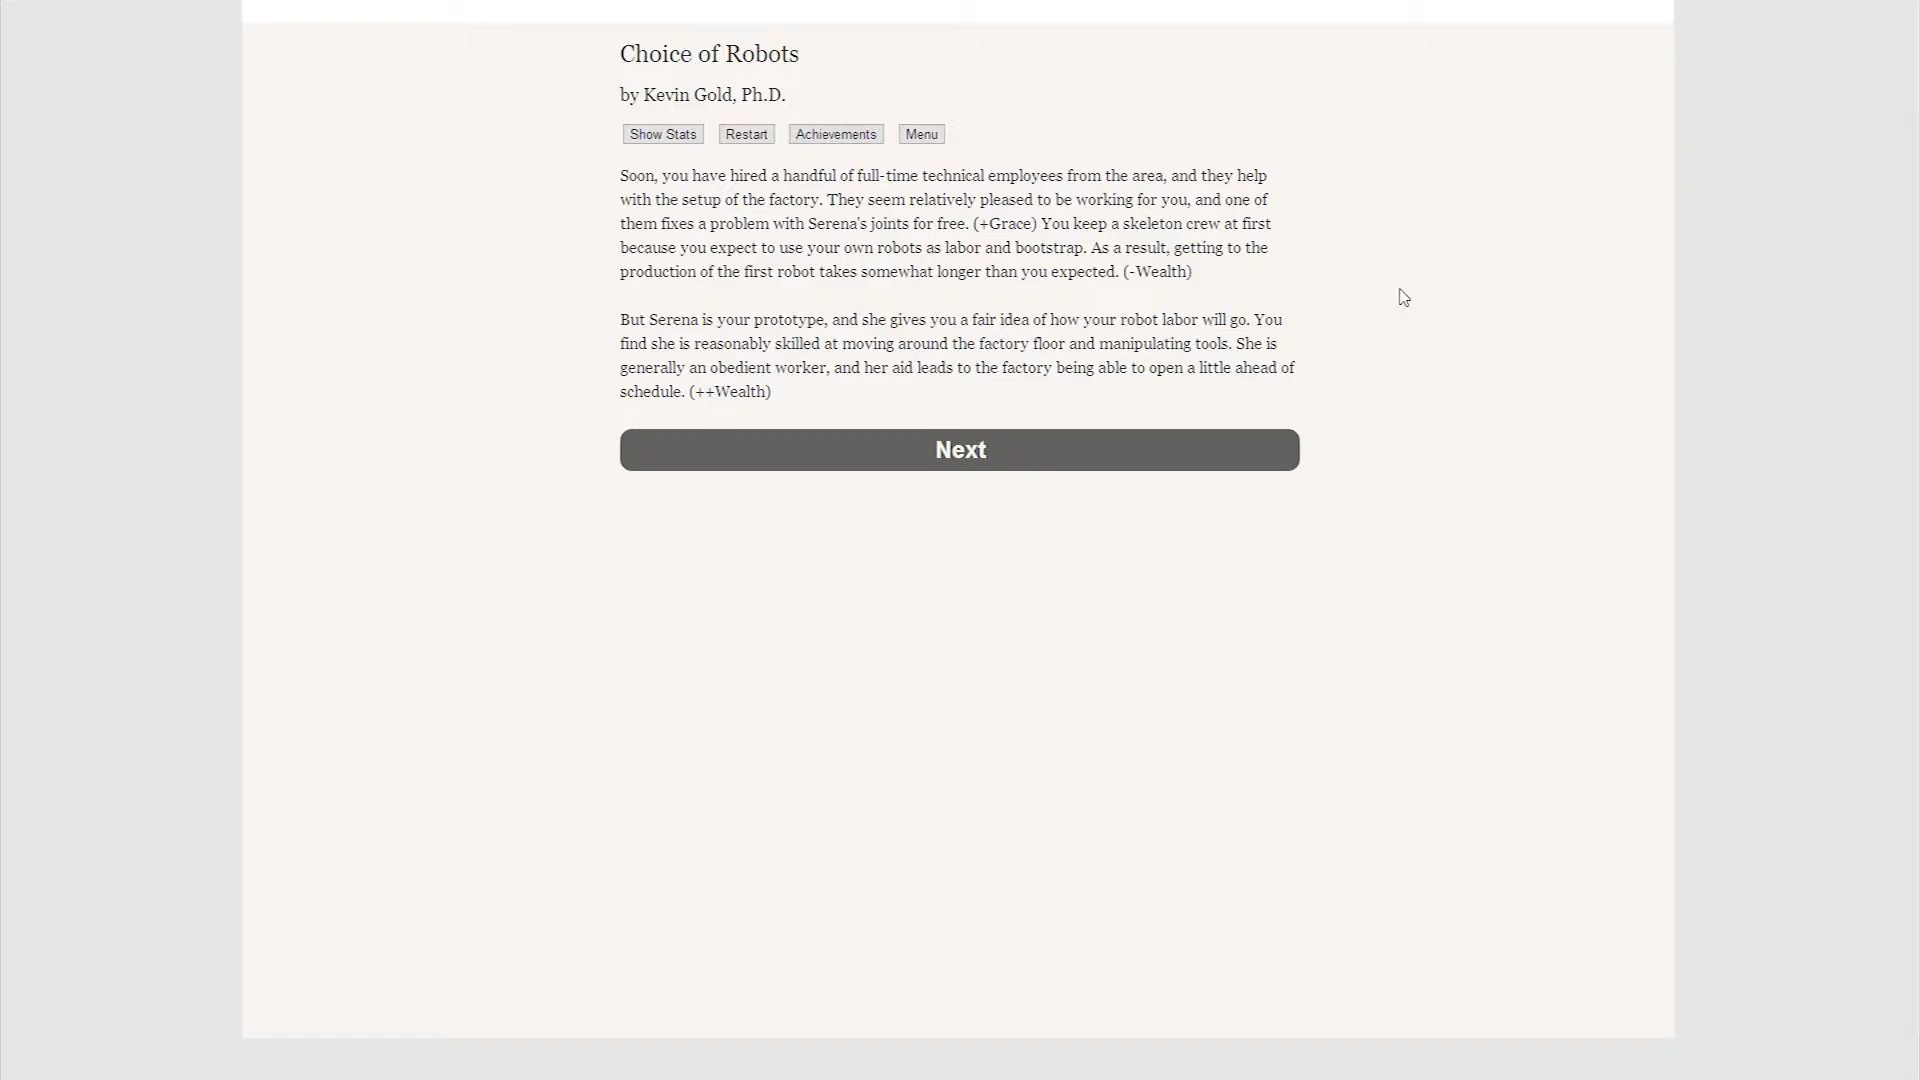 Choice of Robots
by Kevin Gold, Ph.D.
Show Stats Restart Achievements Menu
Soon, you have hired a handful of full-time technical employees from the area, and they help
with the setup of the factory. They seem relatively pleased to be working for you, and one of
them fixes a problem with Serena's joints for free. (+Grace) You keep a skeleton crew at first
because you expect to use your own robots as labor and bootstrap. As a result, getting to the
production of the first robot takes somewhat longer than you expected. (-Wealth)
But Serena is your prototype, and she gives you a fair idea of how your robot labor will go. You
find she is reasonably skilled at moving around the factory floor and manipulating tools. She is
generally an obedient worker, and her aid leads to the factory being able to open a little ahead of
schedule. (++Wealth)
Next